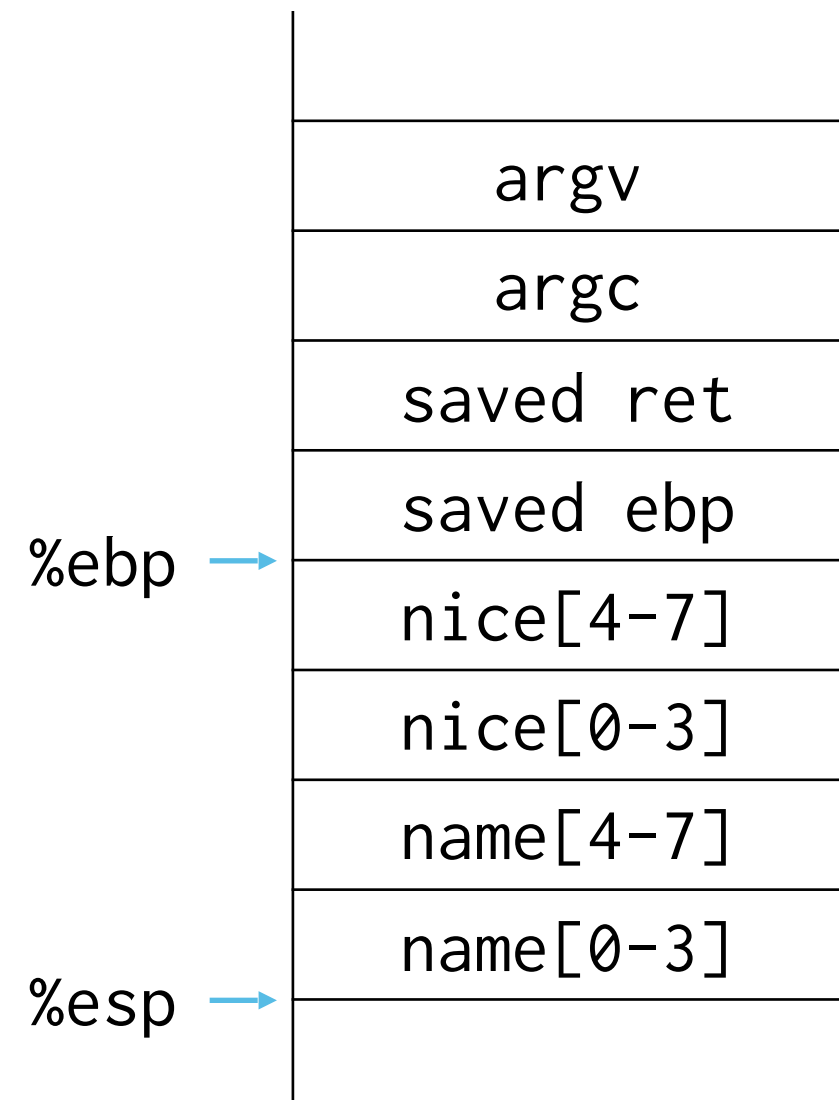 argv
argc
saved ret
saved ebp
%ebp
nice[4-7]
nice[0-3]
name[4-7]
name[0-3]
%esp